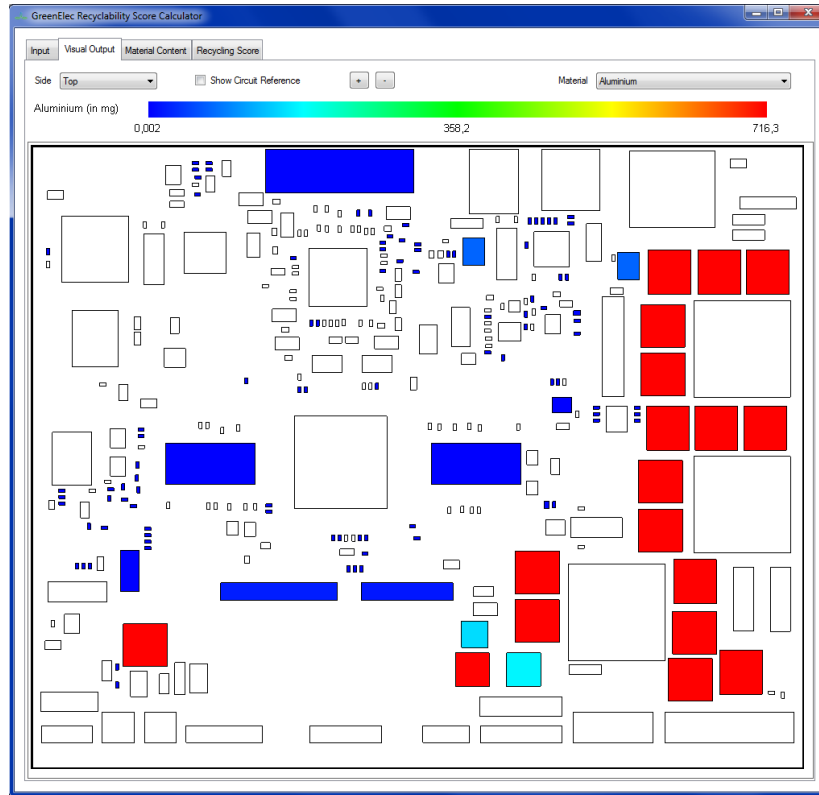 GreenElec Recyclability Score Calculator
Input Visual Output Material Content Recycling Score
Side Top Show Circuit Reference + - Material Aluminium
Aluminium (in mg)
0,002 358,2 716,3